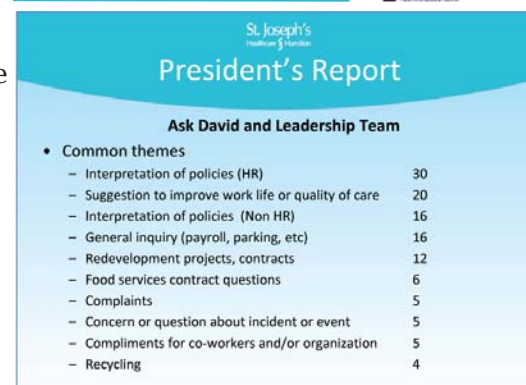 e
St. Joseph's
Healthcare Hamilton
President's Report
Ask David and Leadership Team
• Common themes
– Interpretation of policies (HR) 30
– Suggestion to improve work life or quality of care 20
– Interpretation of policies (Non HR) 16
– General inquiry (payroll, parking, etc) 16
– Redevelopment projects, contracts 12
– Food services contract questions 6
– Complaints 5
– Concern or question about incident or event 5
– Compliments for co-workers and/or organization 5
– Recycling 4